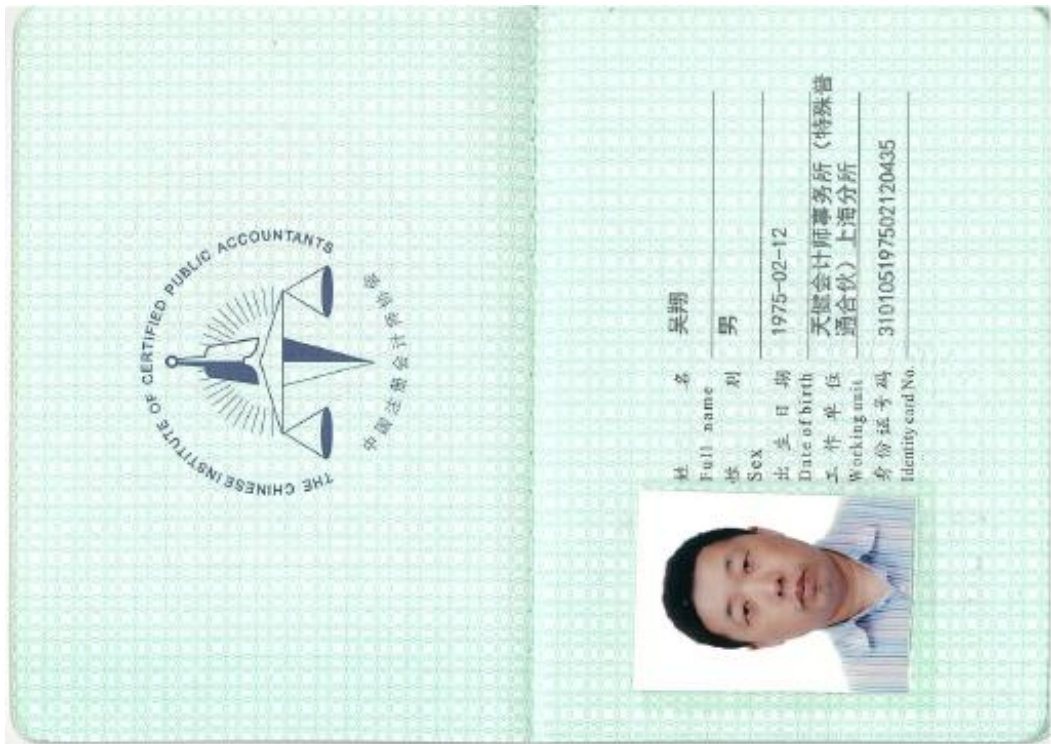 THE CHINESE INSTITUTE OF CERTIFIED PUBLIC ACCOUNTANTS
中国注册会计师协会
姓 名 吴翔
Full name
性 别 男
Sex
出 生 日 期 1975-02-12
Date of birth
工 作 单 位 天健会计师事务所（特殊普
通合伙）上海分所
Working unit
身份证号码 310105197502120435
Identity card No.